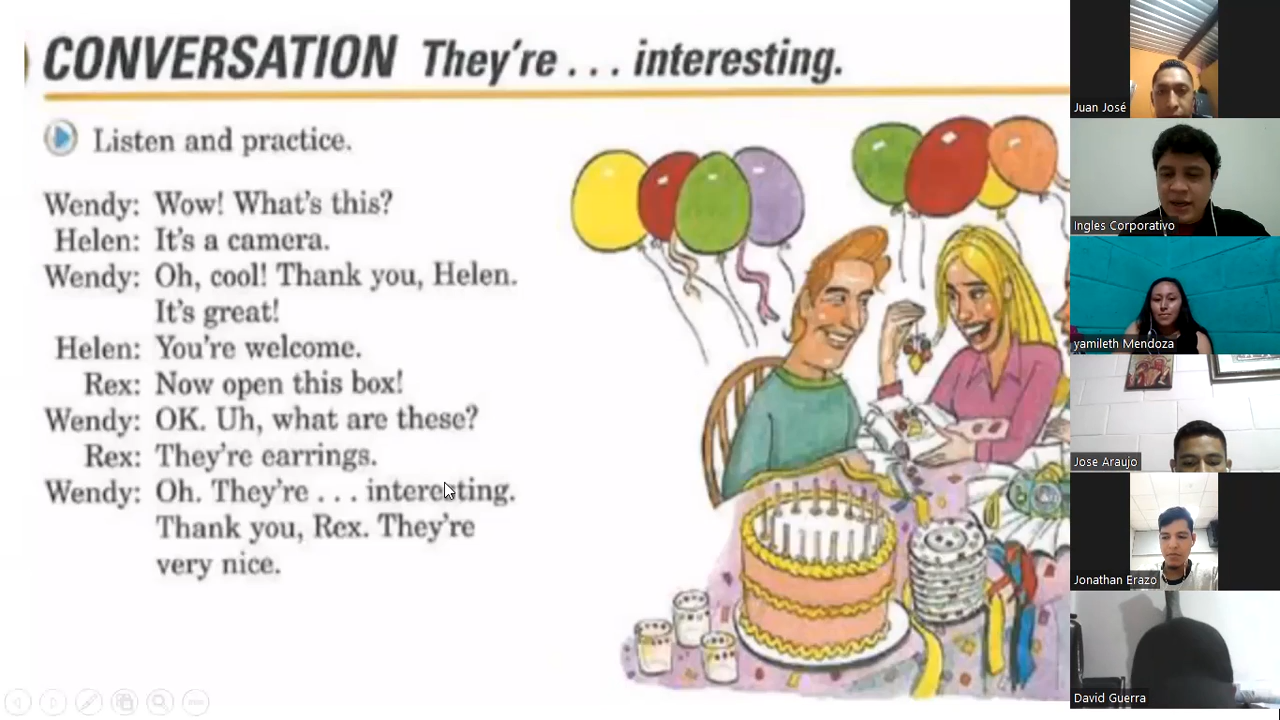 CONVERSATION They're . . . interesting.
Listen and practice.
Wendy: Wow! What's this?
Helen: It's a camera.
Wendy: Oh, cool! Thank you, Helen.
It's great!
Helen: You're welcome.
Rex: Now open this box!
Wendy: OK. Uh, what are these?
Rex: They're earrings.
Wendy: Oh. They're . . . interesting.
Thank you, Rex. They're
very nice.
Juan José
Ingles Corporativo
yamileth Mendoza
Jose Araujo
Jonathan Erazo
David Guerra